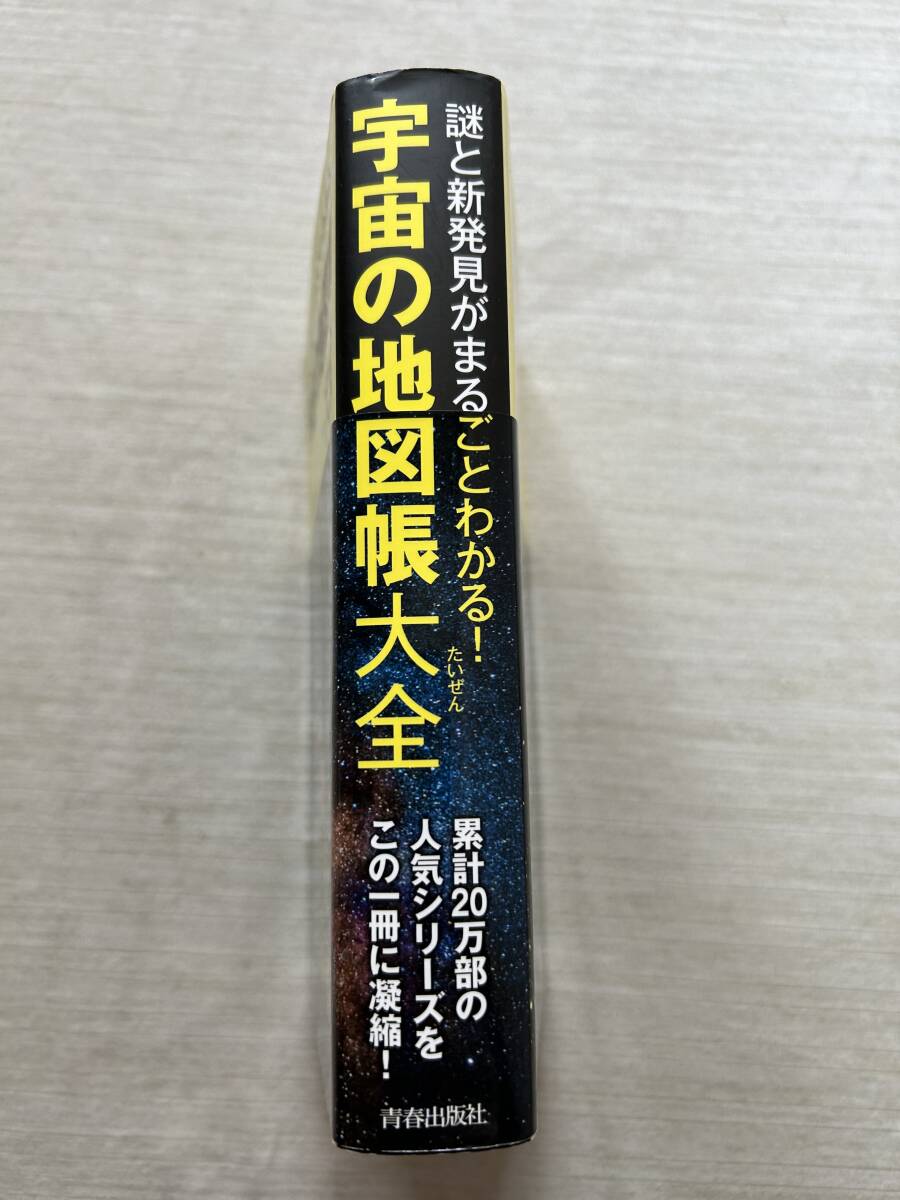 謎と新発見がまるごとわかる!
宇宙の地図帳大全
たいぜん
累計20万部の
人気シリーズを
この一冊に凝縮!
青春出版社